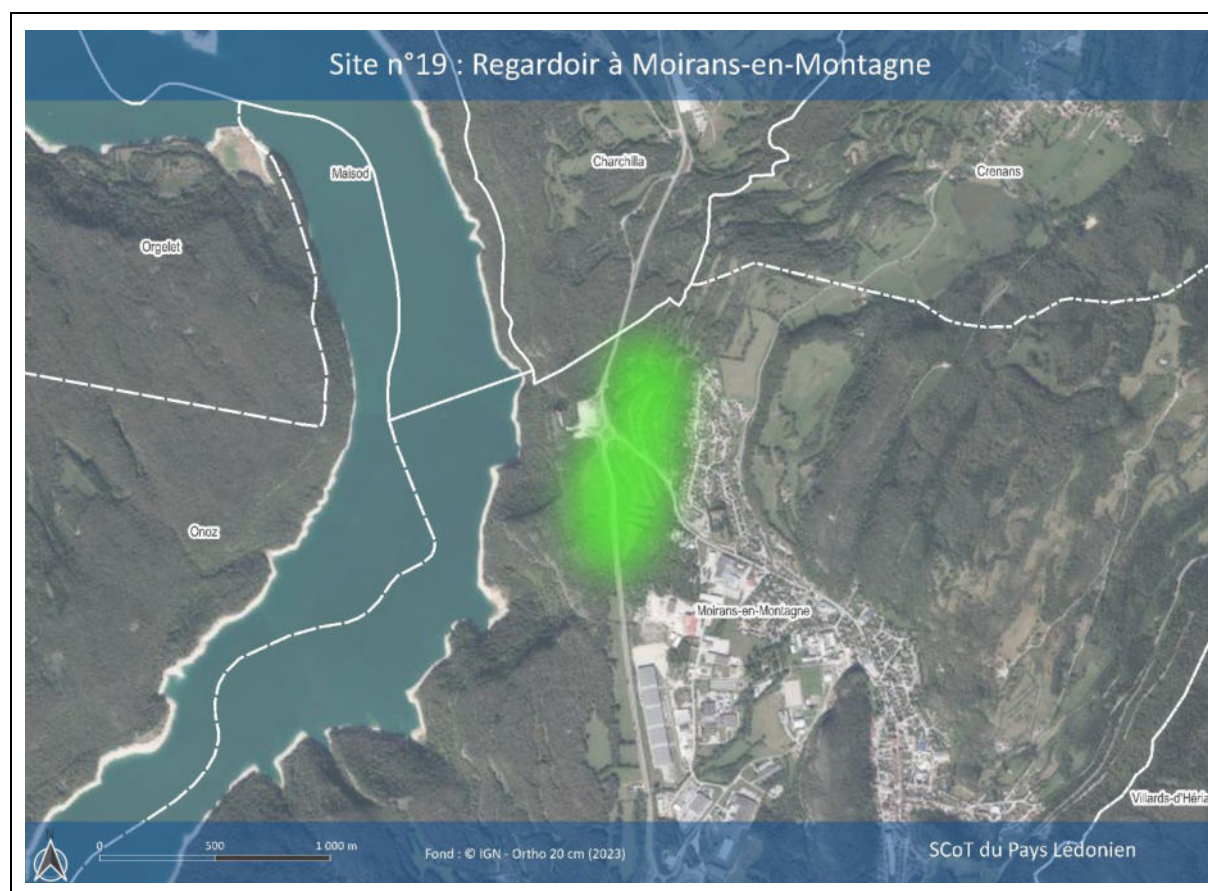 Site n°19 : Regardoir à Moirans-en-Montagne
Charchilla
Maisod
Crenans
Orgelet
Onoz
Moirans-en-Montagne
Villards-d'Héria
N
0 500 1 000 m
Fond : © IGN - Ortho 20 cm (2023)
SCoT du Pays Lédonien